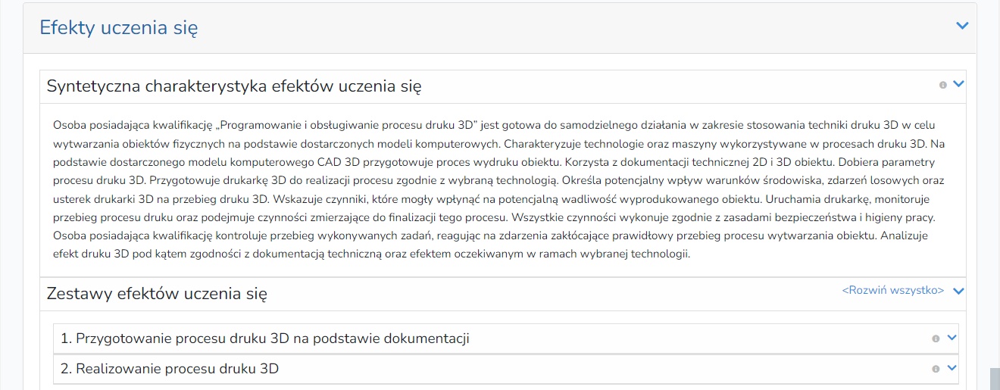 Efekty uczenia się
Syntetyczna charakterystyka efektów uczenia się
Osoba posiadająca kwalifikację „Programowanie i obsługiwanie procesu druku 3D” jest gotowa do samodzielnego działania w zakresie stosowania techniki druku 3D w celu
wytwarzania obiektów fizycznych na podstawie dostarczonych modeli komputerowych. Charakteryzuje technologie oraz maszyny wykorzystywane w procesach druku 3D. Na
podstawie dostarczonego modelu komputerowego CAD 3D przygotowuje proces wydruku obiektu. Korzysta z dokumentacji technicznej 2D i 3D obiektu. Dobiera parametry
procesu druku 3D. Przygotowuje drukarkę 3D do realizacji procesu zgodnie z wybraną technologią. Określa potencjalny wpływ warunków środowiska, zdarzeń losowych oraz
usterek drukarki 3D na przebieg druku 3D. Wskazuje czynniki, które mogły wpłynąć na potencjalną wadliwość wyprodukowanego obiektu. Uruchamia drukarkę, monitoruje
przebieg procesu druku oraz podejmuje czynności zmierzające do finalizacji tego procesu. Wszystkie czynności wykonuje zgodnie z zasadami bezpieczeństwa i higieny pracy.
Osoba posiadająca kwalifikację kontroluje przebieg wykonywanych zadań, reagując na zdarzenia zakłócające prawidłowy przebieg procesu wytwarzania obiektu. Analizuje
efekt druku 3D pod kątem zgodności z dokumentacją techniczną oraz efektem oczekiwanym w ramach wybranej technologii.
Zestawy efektów uczenia się
<Rozwiń wszystko>
1. Przygotowanie procesu druku 3D na podstawie dokumentacji
2. Realizowanie procesu druku 3D